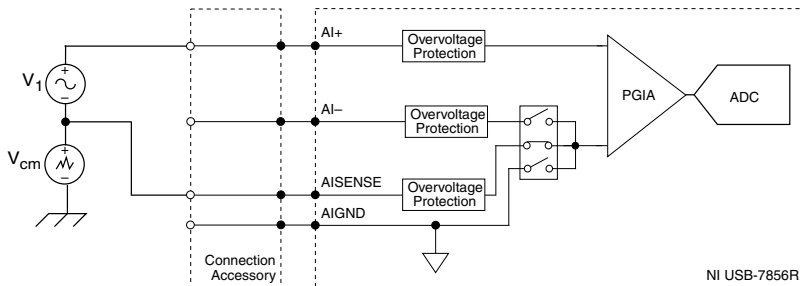 AI+
Overvoltage
Protection
+
V1
−
PGIA
ADC
AI–
Overvoltage
Protection
+
Vcm
−
AISENSE
Overvoltage
Protection
AIGND
Connection
Accessory
NI USB-7856R